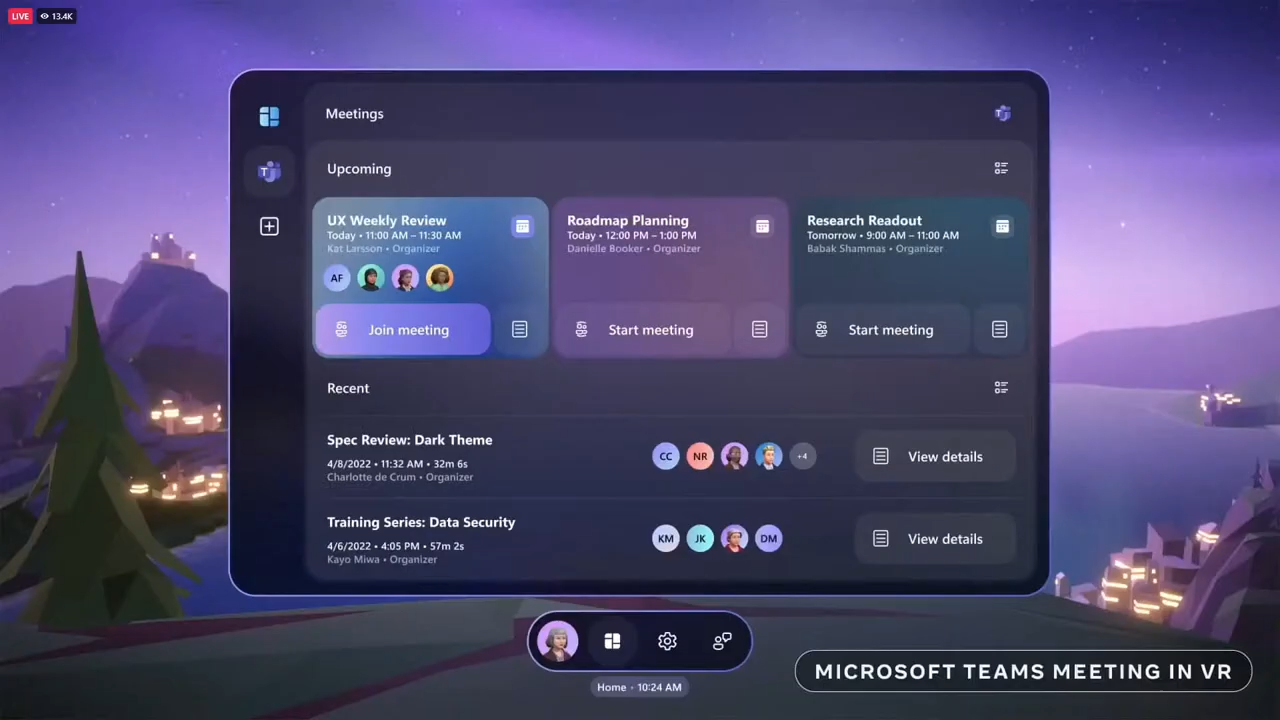 LIVE 13.4K
Meetings
Upcoming
UX Weekly Review
Today • 11:00 AM – 11:30 AM
Kat Larsson • Organizer
AF
Join meeting
Roadmap Planning
Today • 12:00 PM – 1:00 PM
Danielle Booker • Organizer
Start meeting
Research Readout
Tomorrow • 9:00 AM – 11:00 AM
Babak Shammas • Organizer
Start meeting
Recent
Spec Review: Dark Theme
4/8/2022 • 11:32 AM • 32m 6s
Charlotte de Crum • Organizer
CC NR +4
View details
Training Series: Data Security
4/6/2022 • 4:05 PM • 57m 2s
Kayo Miwa • Organizer
KM JK DM
View details
Home • 10:24 AM
MICROSOFT TEAMS MEETING IN VR